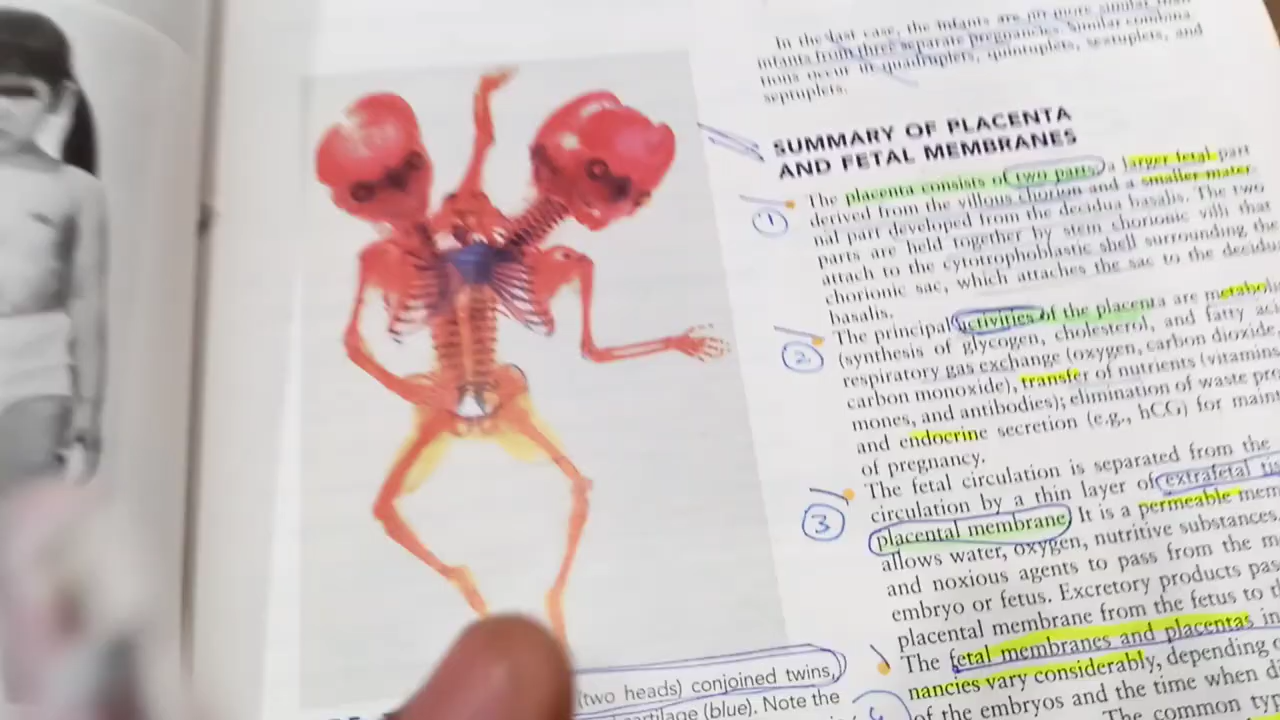 (two heads) conjoined twins,
cartilage (blue). Note the
In the last case, the infants are no more similar than
infants from three separate pregnancies. Similar combina
tions occur in quadruplets, quintuplets, sextuplets, and
septuplets.
SUMMARY OF PLACENTA
AND FETAL MEMBRANES
1
The placenta consists of two parts, a larger fetal part
derived from the villous chorion and a smaller mater
nal part developed from the decidua basalis. The two
parts are held together by stem chorionic villi that
attach to the cytotrophoblastic shell surrounding the
chorionic sac, which attaches the sac to the decidua
basalis.
2
The principal activities of the placenta are metabol
(synthesis of glycogen, cholesterol, and fatty aci
respiratory gas exchange (oxygen, carbon dioxide
carbon monoxide), transfer of nutrients (vitamins
mones, and antibodies); elimination of waste pro
and endocrine secretion (e.g., hCG) for maint
of pregnancy.
3
The fetal circulation is separated from the
circulation by a thin layer of extrafetal tis
placental membrane. It is a permeable mem
allows water, oxygen, nutritive substances,
and noxious agents to pass from the m
embryo or fetus. Excretory products pas
placental membrane from the fetus to t
4
The fetal membranes and placentas in
nancies vary considerably, depending o
of the embryos and the time when d
The common typ